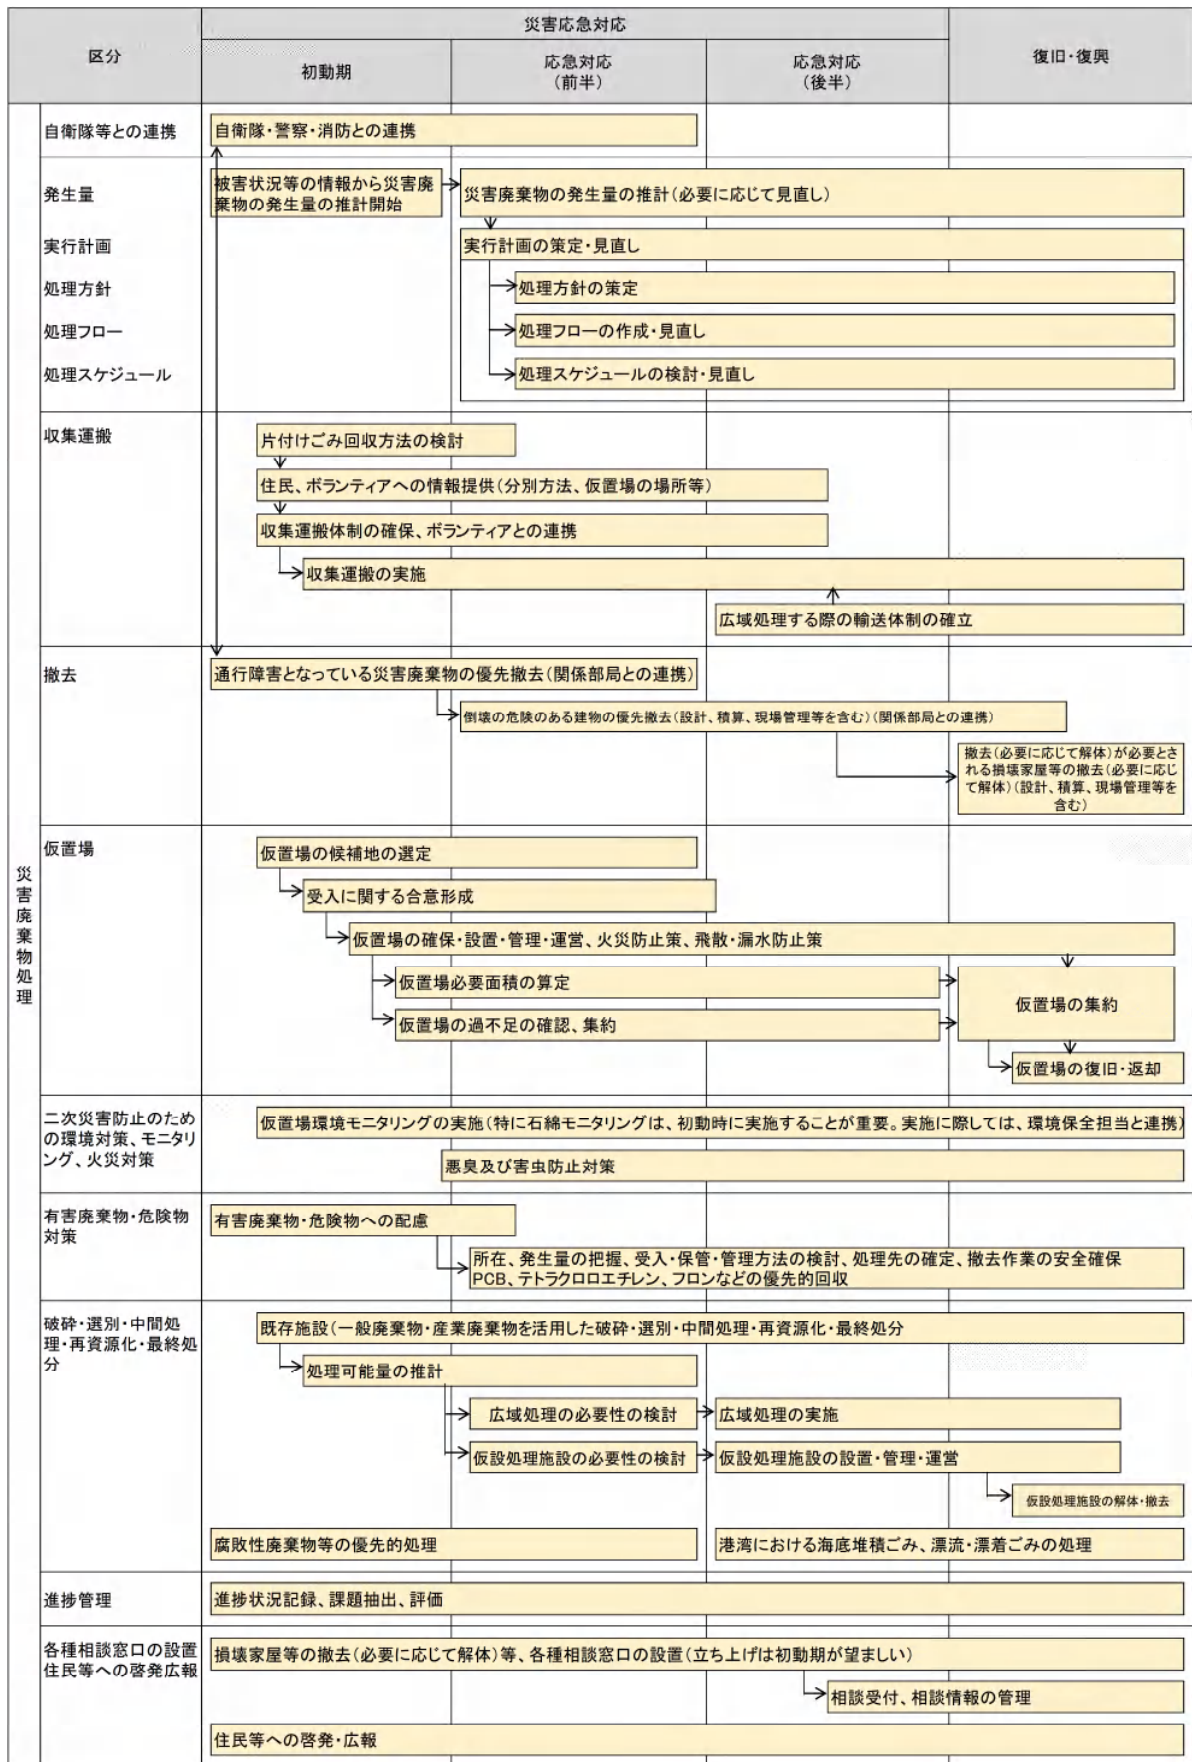 区分
災害応急対応
初動期
応急対応
(前半)
応急対応
(後半)
復旧・復興
災害廃棄物処理
自衛隊等との連携
自衛隊・警察・消防との連携
発生量
被害状況等の情報から災害廃
棄物の発生量の推計開始
災害廃棄物の発生量の推計(必要に応じて見直し)
実行計画
実行計画の策定・見直し
処理方針
処理方針の策定
処理フロー
処理フローの作成・見直し
処理スケジュール
処理スケジュールの検討・見直し
収集運搬
片付けごみ回収方法の検討
住民、ボランティアへの情報提供(分別方法、仮置場の場所等)
収集運搬体制の確保、ボランティアとの連携
収集運搬の実施
広域処理する際の輸送体制の確立
撤去
通行障害となっている災害廃棄物の優先撤去(関係部局との連携)
倒壊の危険のある建物の優先撤去(設計、積算、現場管理等を含む)(関係部局との連携)
撤去(必要に応じて解体)が必要とさ
れる損壊家屋等の撤去(必要に応じ
て解体)(設計、積算、現場管理等を
含む)
仮置場
仮置場の候補地の選定
受入に関する合意形成
仮置場の確保・設置・管理・運営、火災防止策、飛散・漏水防止策
仮置場必要面積の算定
仮置場の集約
仮置場の過不足の確認、集約
仮置場の復旧・返却
二次災害防止のため
の環境対策、モニタリ
ング、火災対策
仮置場環境モニタリングの実施(特に石綿モニタリングは、初動時に実施することが重要。実施に際しては、環境保全担当と連携)
悪臭及び害虫防止対策
有害廃棄物・危険物
対策
有害廃棄物・危険物への配慮
所在、発生量の把握、受入・保管・管理方法の検討、処理先の確定、撤去作業の安全確保
PCB、テトラクロロエチレン、フロンなどの優先的回収
破砕・選別・中間処
理・再資源化・最終処
分
既存施設(一般廃棄物・産業廃棄物を活用した破砕・選別・中間処理・再資源化・最終処分
処理可能量の推計
広域処理の必要性の検討
広域処理の実施
仮設処理施設の必要性の検討
仮設処理施設の設置・管理・運営
仮設処理施設の解体・撤去
腐敗性廃棄物等の優先的処理
港湾における海底堆積ごみ、漂流・漂着ごみの処理
進捗管理
進捗状況記録、課題抽出、評価
各種相談窓口の設置
住民等への啓発広報
損壊家屋等の撤去(必要に応じて解体)等、各種相談窓口の設置(立ち上げは初動期が望ましい)
相談受付、相談情報の管理
住民等への啓発・広報